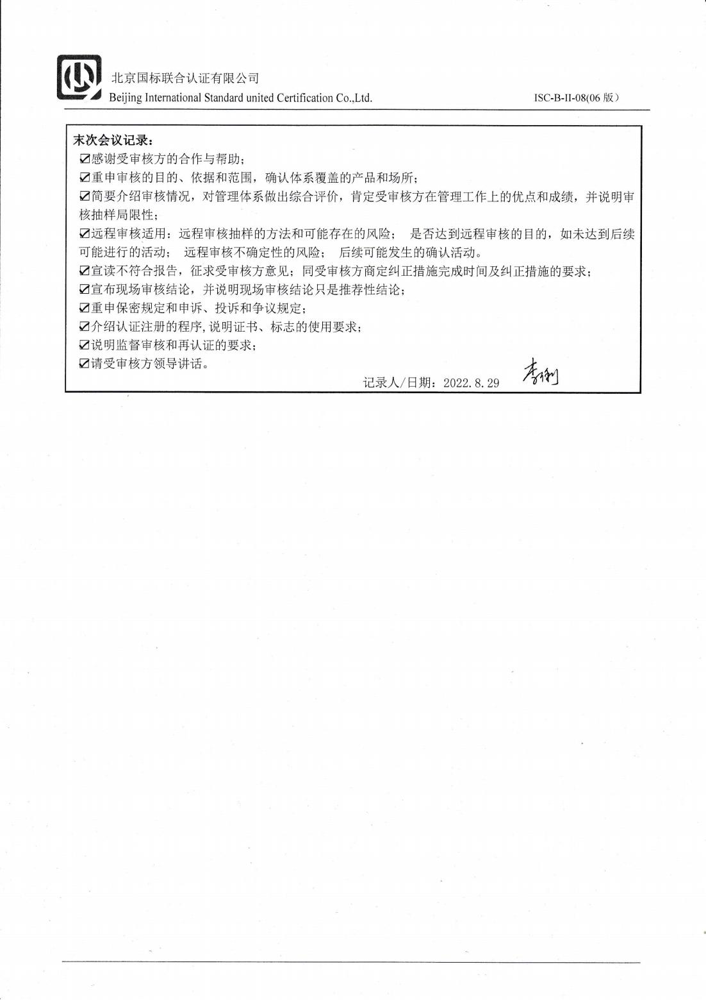 北京国标联合认证有限公司
Beijing International Standard united Certification Co.,Ltd.
ISC-B-II-08(06 版)
末次会议记录:
☑感谢受审核方的合作与帮助;
☑重申审核的目的、依据和范围，确认体系覆盖的产品和场所;
☑简要介绍审核情况，对管理体系做出综合评价，肯定受审核方在管理工作上的优点和成绩，并说明审
核抽样局限性;
☑远程审核适用: 远程审核抽样的方法和可能存在的风险; 是否达到远程审核的目的，如未达到后续
可能进行的活动; 远程审核不确定性的风险; 后续可能发生的确认活动。
☑宣读不符合报告，征求受审核方意见; 同受审核方商定纠正措施完成时间及纠正措施的要求;
☑宣布现场审核结论，并说明现场审核结论只是推荐性结论;
☑重申保密规定和申诉、投诉和争议规定;
☑介绍认证注册的程序,说明证书、标志的使用要求;
☑说明监督审核和再认证的要求;
☑请受审核方领导讲话。
记录人/日期: 2022.8.29